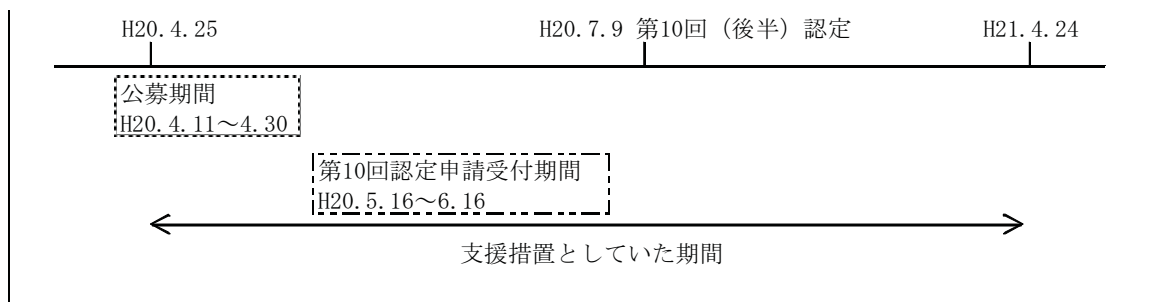 H20.4.25
H20.7.9 第10回（後半）認定
H21.4.24
公募期間
H20.4.11～4.30
第10回認定申請受付期間
H20.5.16～6.16
支援措置としていた期間